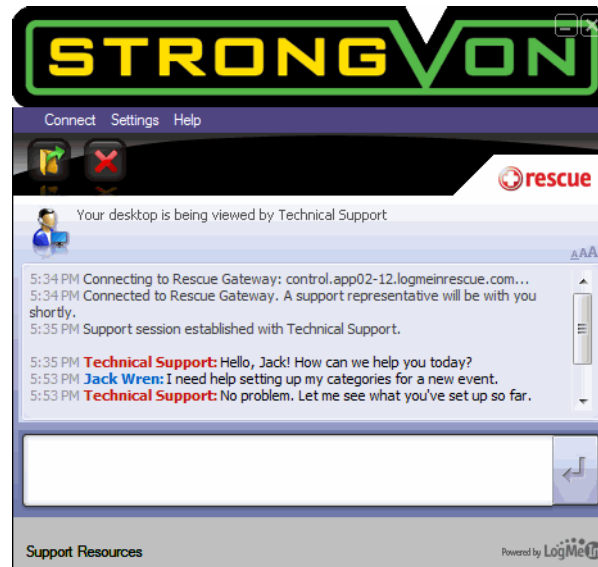 STRONGVON
Connect Settings Help
rescue
Your desktop is being viewed by Technical Support
AAA
5:34 PM Connecting to Rescue Gateway: control.app02-12.logmeinrescue.com...
5:34 PM Connected to Rescue Gateway. A support representative will be with you
shortly.
5:35 PM Support session established with Technical Support.
5:35 PM Technical Support: Hello, Jack! How can we help you today?
5:53 PM Jack Wren: I need help setting up my categories for a new event.
5:53 PM Technical Support: No problem. Let me see what you've set up so far.
Support Resources
Powered by LogMeIn